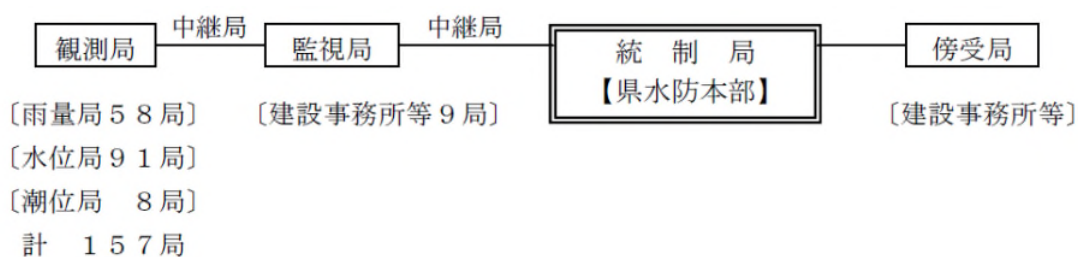 中継局 中継局
観測局 監視局 統 制 局 傍受局
【県水防本部】
〔雨量局58局〕 〔建設事務所等9局〕 〔建設事務所等〕
〔水位局91局〕
〔潮位局 8局〕
計 157局